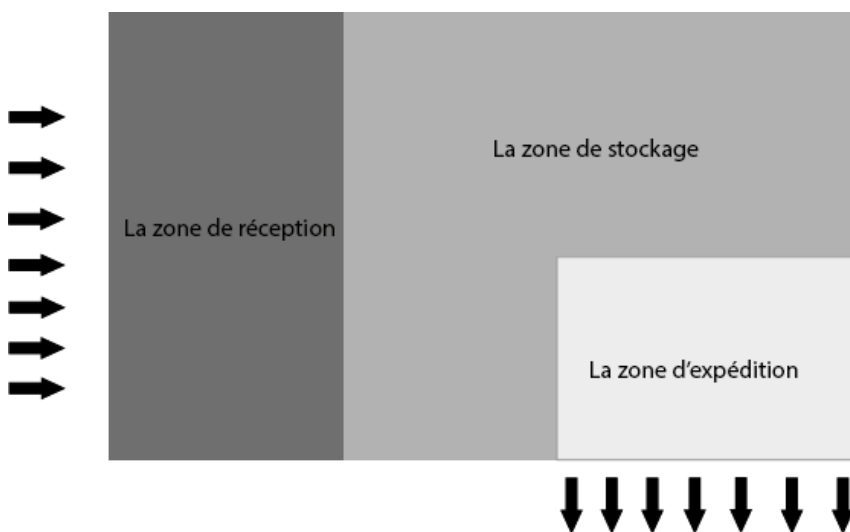 La zone de stockage
La zone de réception
La zone d'expédition